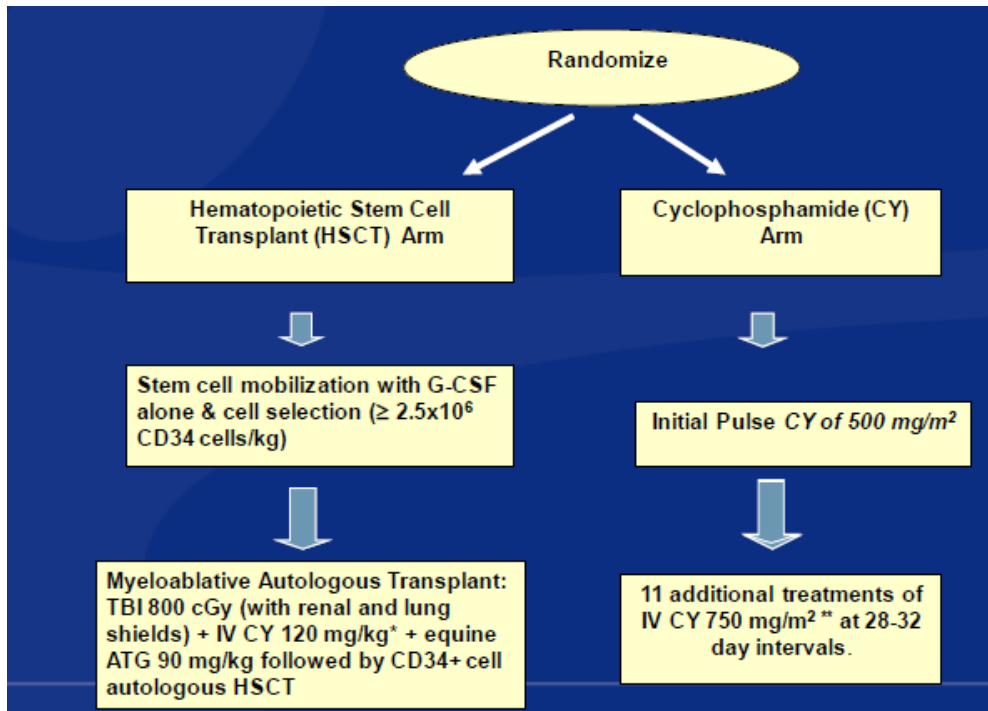 Randomize
Hematopoietic Stem Cell
Transplant (HSCT) Arm
Cyclophosphamide (CY)
Arm
Stem cell mobilization with G-CSF
alone & cell selection (≥ 2.5x10⁶
CD34 cells/kg)
Initial Pulse CY of 500 mg/m²
Myeloablative Autologous Transplant:
TBI 800 cGy (with renal and lung
shields) + IV CY 120 mg/kg* + equine
ATG 90 mg/kg followed by CD34+ cell
autologous HSCT
11 additional treatments of
IV CY 750 mg/m² ** at 28-32
day intervals.